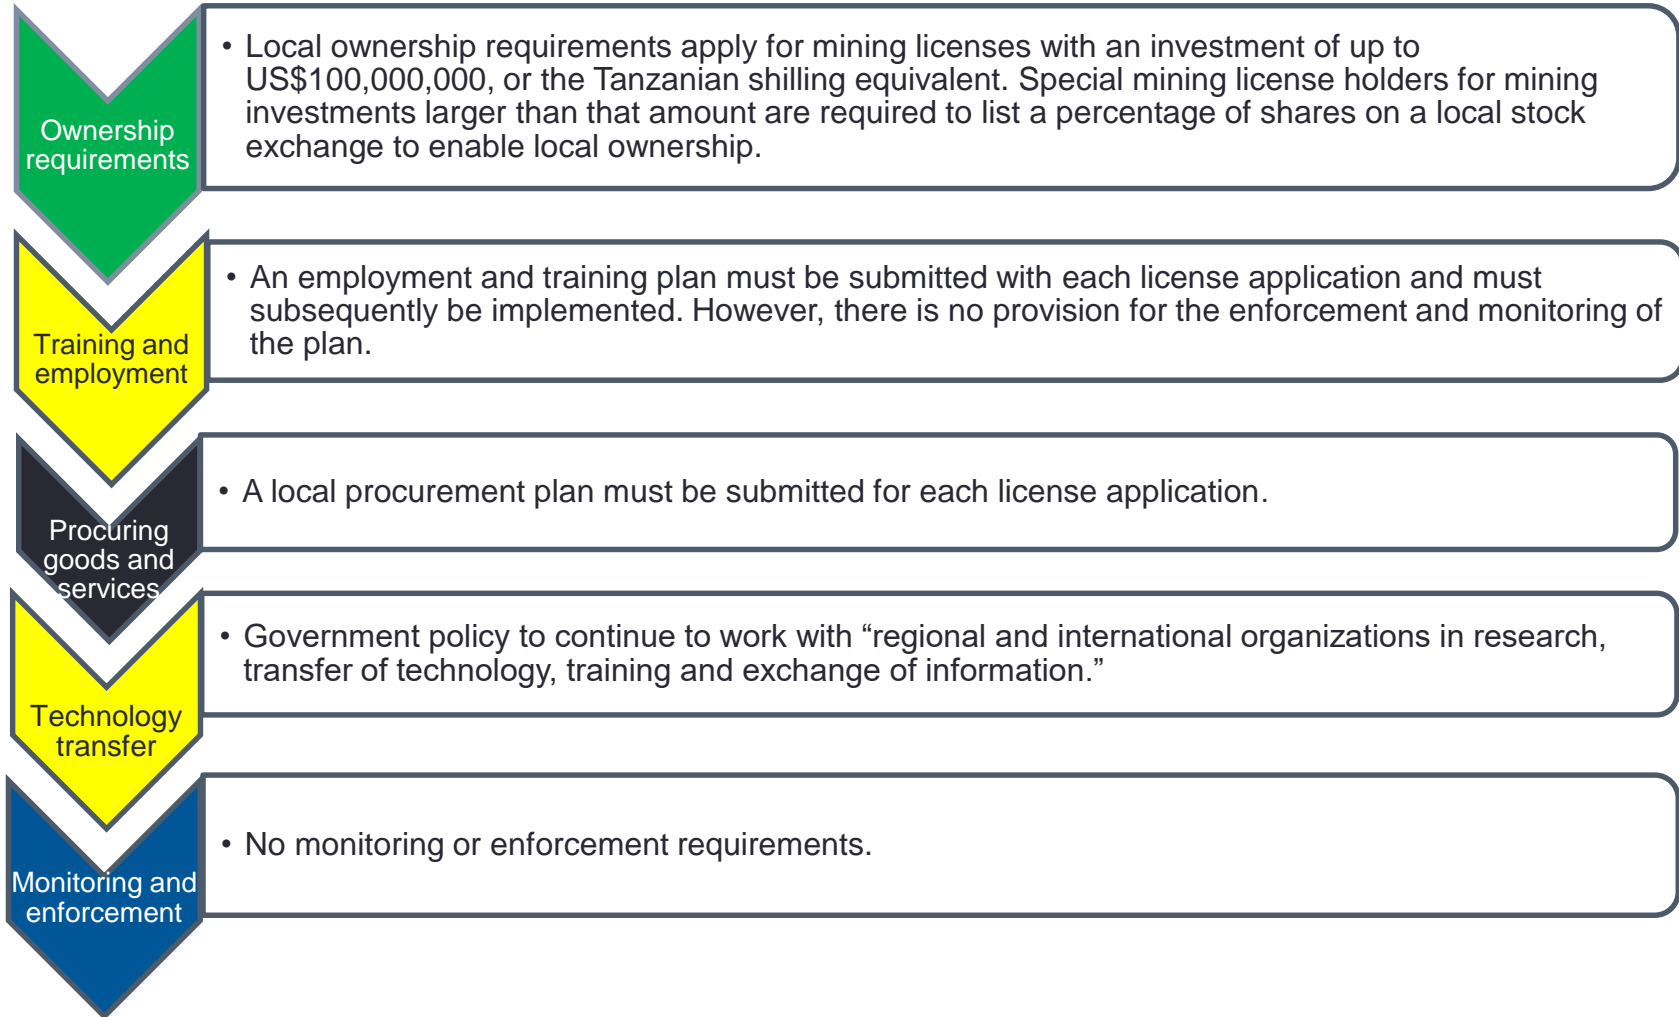 Ownership
requirements
• Local ownership requirements apply for mining licenses with an investment of up to
US$100,000,000, or the Tanzanian shilling equivalent. Special mining license holders for mining
investments larger than that amount are required to list a percentage of shares on a local stock
exchange to enable local ownership.
Training and
employment
• An employment and training plan must be submitted with each license application and must
subsequently be implemented. However, there is no provision for the enforcement and monitoring of
the plan.
Procuring
goods and
services
• A local procurement plan must be submitted for each license application.
Technology
transfer
• Government policy to continue to work with “regional and international organizations in research,
transfer of technology, training and exchange of information.”
Monitoring and
enforcement
• No monitoring or enforcement requirements.